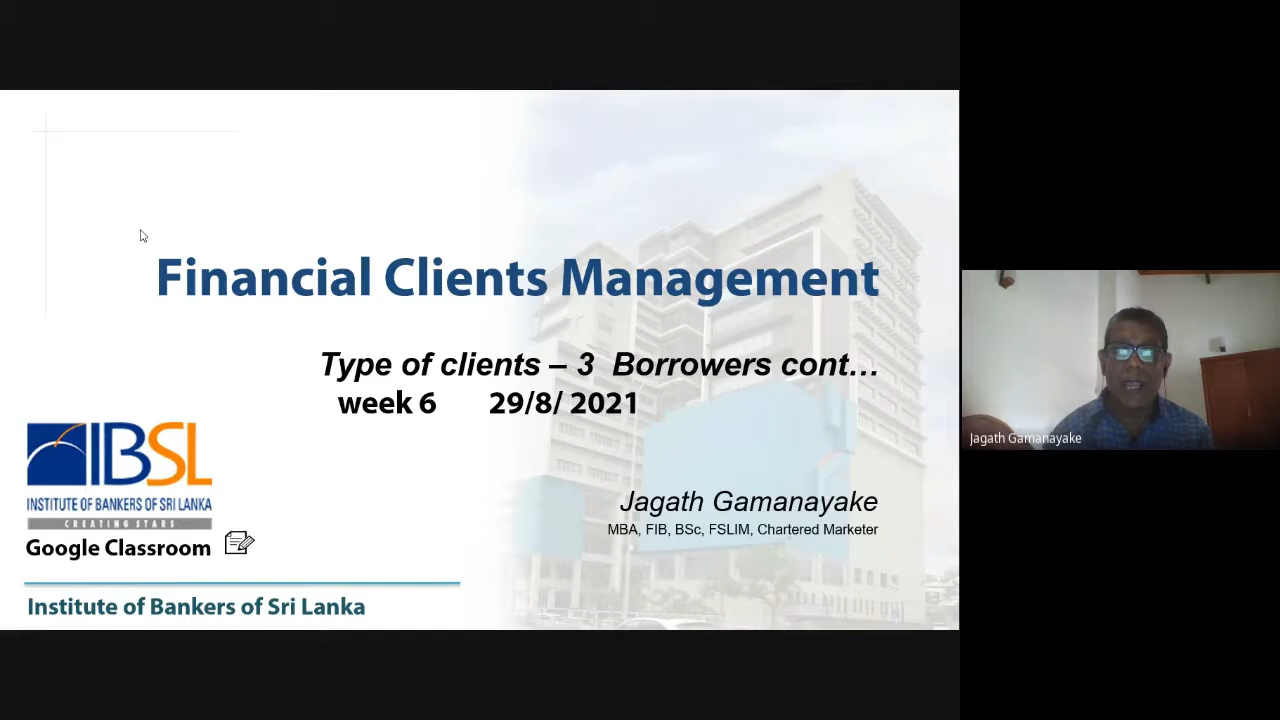 Financial Clients Management
Type of clients – 3 Borrowers cont…
week 6 29/8/ 2021
IBSL
INSTITUTE OF BANKERS OF SRI LANKA
CREATING STARS
Google Classroom
Jagath Gamanayake
MBA, FIB, BSc, FSLIM, Chartered Marketer
Institute of Bankers of Sri Lanka
Jagath Gamanayake